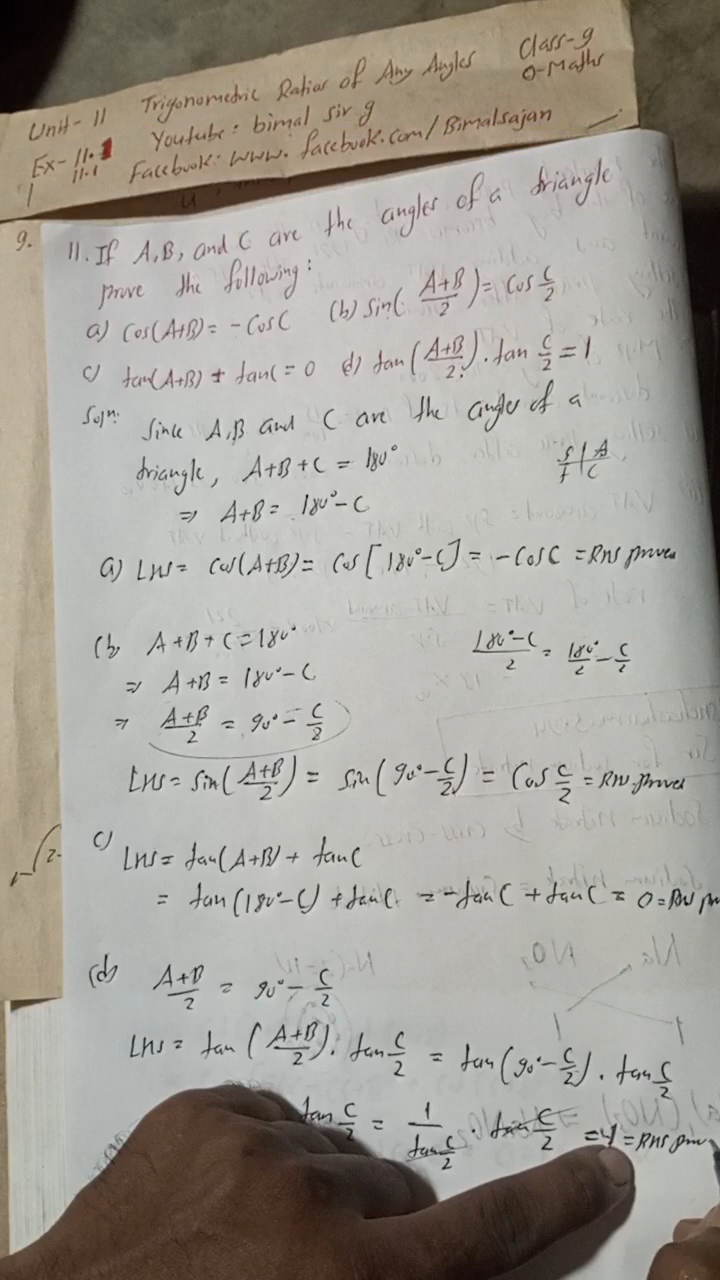 Unit-11 Trigonometric Ratios of Any Angles Class-9
Ex-11.1 Youtube: bimal sir g O-Maths
1 11.1 Facebook: www.facebook.com/Bimalsajan
9.
11. If A,B, and C are the angles of a triangle
prove the following:
a) Cos(A+B) = -CosC (b) Sin(A+B/2) = Cos C/2
c) tan(A+B) + tanC = 0 d) tan(A+B/2).tan C/2 = 1
Soln: Since A,B and C are the angles of a
triangle, A+B+C = 180° S|A
⇒ A+B = 180°-C t|C
a) LHS = Cos(A+B) = Cos[180°-C] = -CosC = RHS proved
(b) A+B+C = 180°
⇒ A+B = 180°-C 180°-C/2 = 180°/2 - C/2
⇒ A+B/2 = 90° - C/2
LHS = Sin(A+B/2) = Sin(90°-C/2) = Cos C/2 = RHS proved
c) LHS = tan(A+B) + tanC
= tan(180°-C) + tanC = -tanC + tanC = 0 = RHS
(d) A+B/2 = 90° - C/2
LHS = tan(A+B/2).tan C/2 = tan(90°-C/2).tan C/2
tan C/2 = 1/tan C/2 . tan C/2 = 1 = RHS